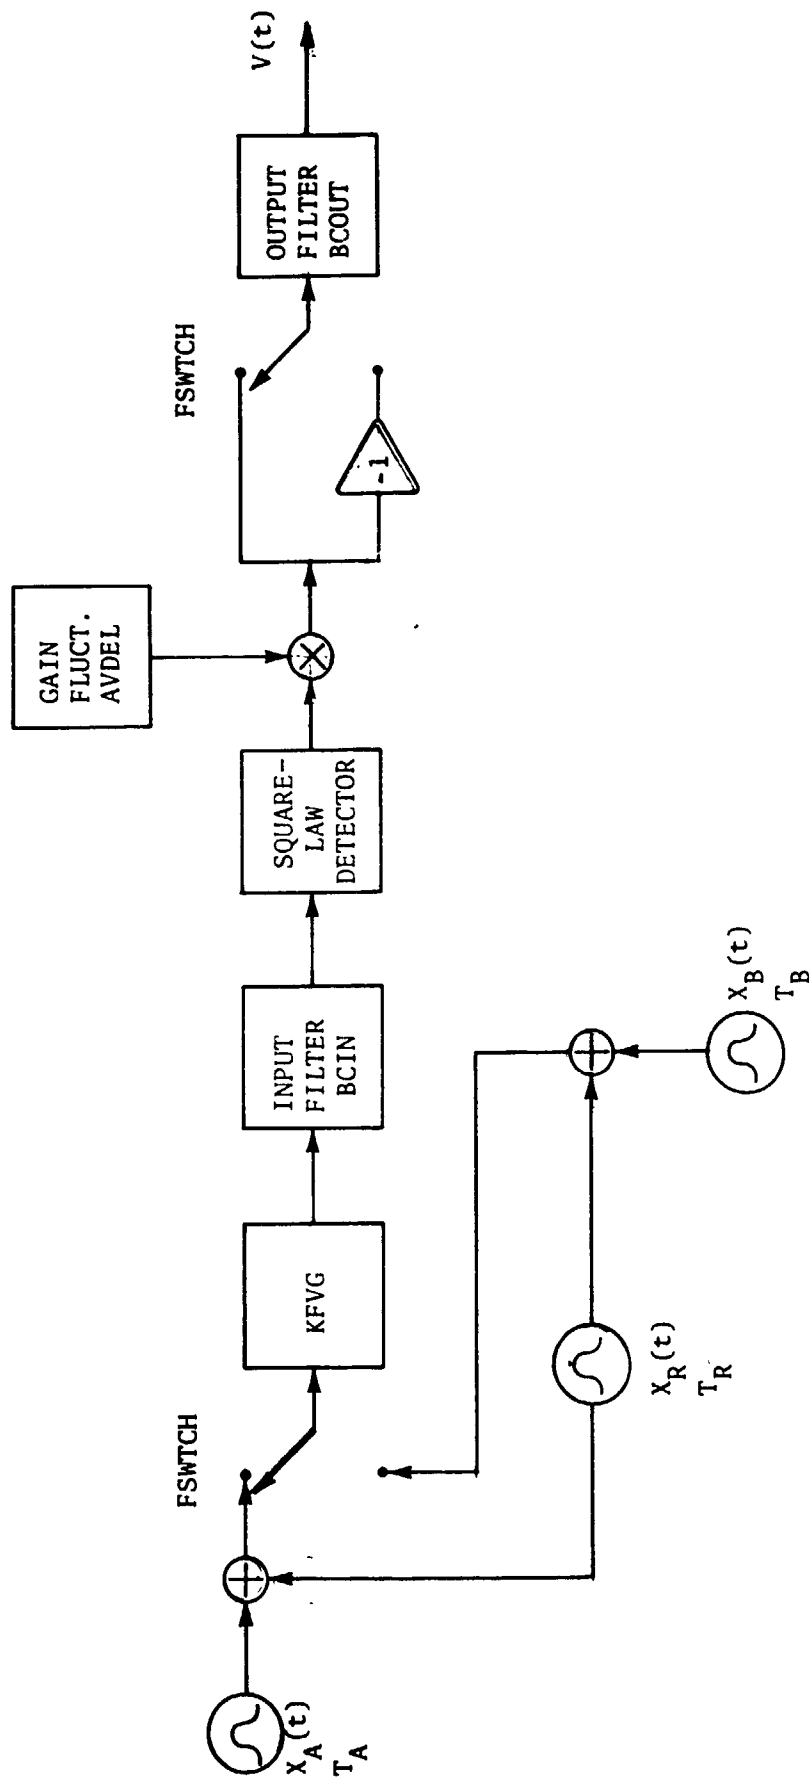 GAIN
FLUCT.
AVDEL
FSWTCH
FSWTCH
KFVG
INPUT
FILTER
BCIN
SQUARE-
LAW
DETECTOR
-1
OUTPUT
FILTER
BCOUT
V(t)
X_A(t)
T_A
X_R(t)
T_R
X_B(t)
T_B